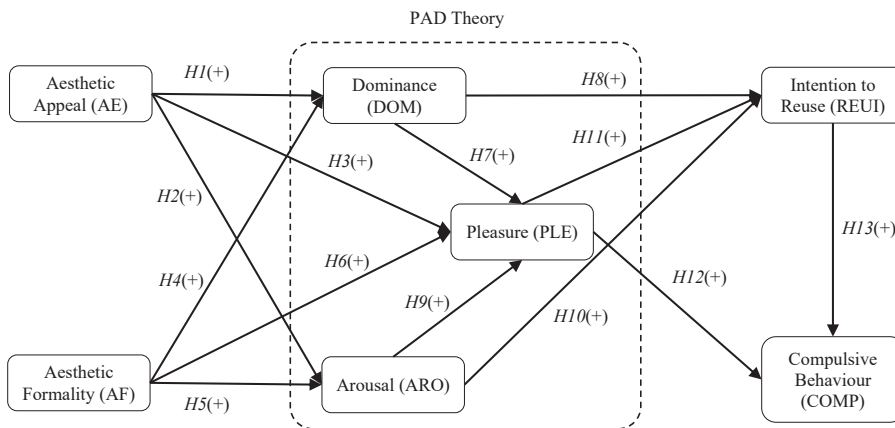 PAD Theory
Aesthetic
Appeal (AE)
H1(+)
Dominance
(DOM)
H8(+)
Intention to
Reuse (REUI)
H11(+)
H7(+)
H3(+)
H2(+)
Pleasure (PLE)
H13(+)
H6(+)
H4(+)
H12(+)
H9(+)
H10(+)
Aesthetic
Formality (AF)
H5(+)
Arousal (ARO)
Compulsive
Behaviour
(COMP)